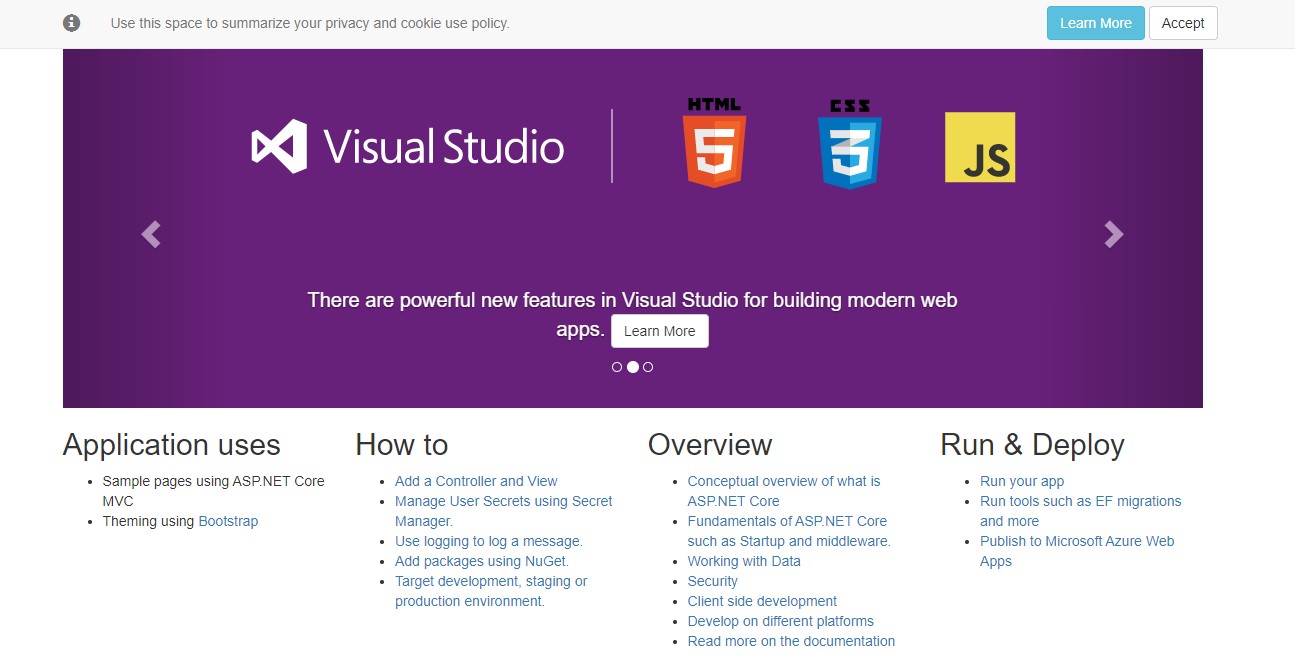 Use this space to summarize your privacy and cookie use policy.
Learn More
Accept
Visual Studio
HTML
5
CSS
3
JS
There are powerful new features in Visual Studio for building modern web
apps. Learn More
Application uses
Sample pages using ASP.NET Core
MVC
Theming using Bootstrap
How to
Add a Controller and View
Manage User Secrets using Secret
Manager.
Use logging to log a message.
Add packages using NuGet.
Target development, staging or
production environment.
Overview
Conceptual overview of what is
ASP.NET Core
Fundamentals of ASP.NET Core
such as Startup and middleware.
Working with Data
Security
Client side development
Develop on different platforms
Read more on the documentation
Run & Deploy
Run your app
Run tools such as EF migrations
and more
Publish to Microsoft Azure Web
Apps